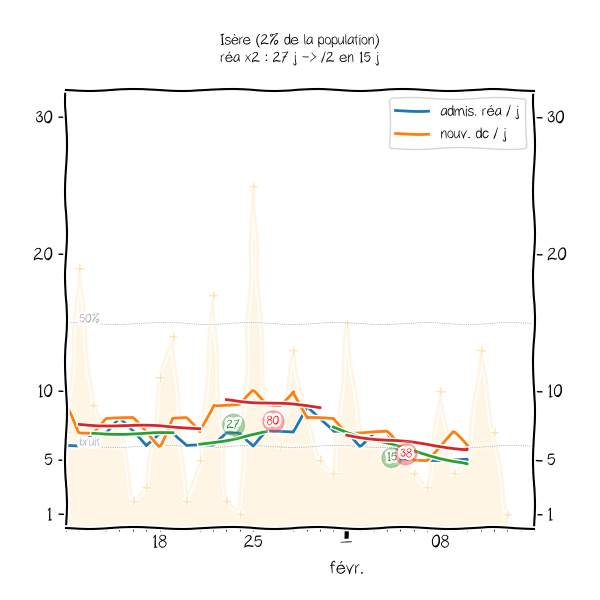 Isère (2% de la population)
réa x2 : 27 j -> /2 en 15 j
admis. réa / j
nouv. dc / j
30 30
20 20
50%
10 10
27 80
bruit
15 38
5 5
1 1
18 25 1 08
févr.